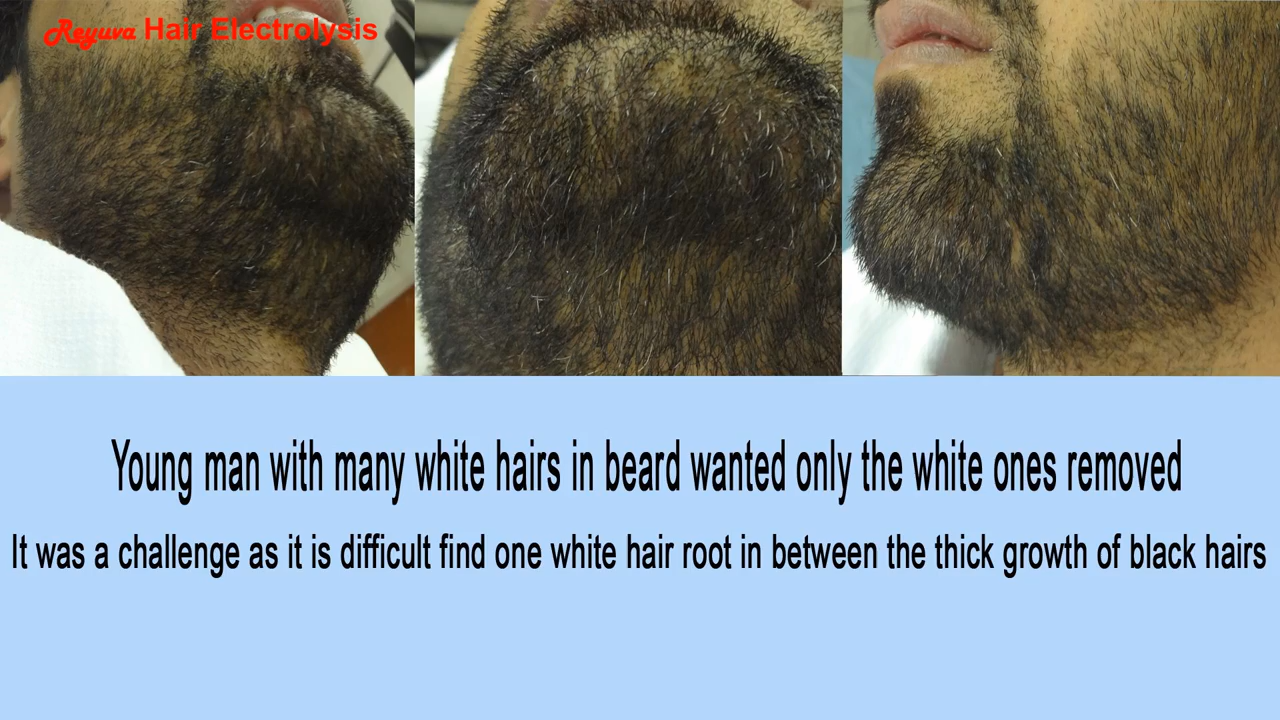 Reyuva Hair Electrolysis
Young man with many white hairs in beard wanted only the white ones removed
It was a challenge as it is difficult find one white hair root in between the thick growth of black hairs